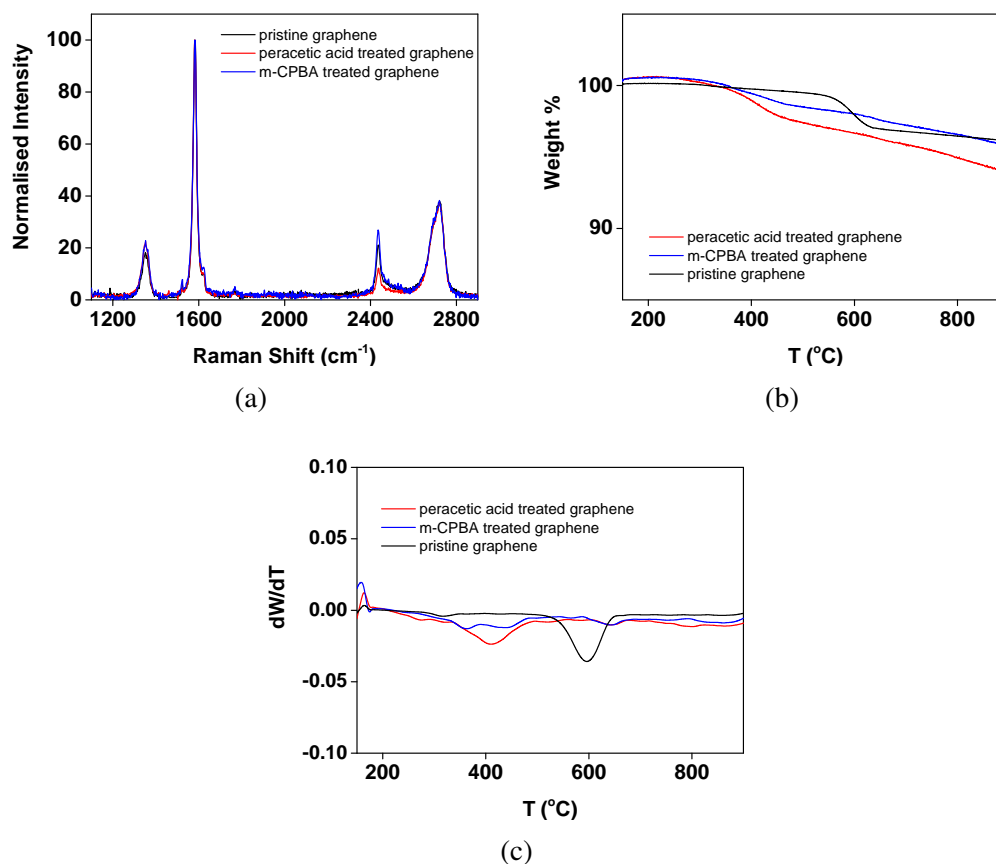 100
80
60
40
20
0
Normalised Intensity
pristine graphene
peracetic acid treated graphene
m-CPBA treated graphene
1200 1600 2000 2400 2800
Raman Shift (cm⁻¹)
(a)
100
90
Weight %
peracetic acid treated graphene
m-CPBA treated graphene
pristine graphene
200 400 600 800
T (°C)
(b)
0.10
0.05
0.00
-0.05
-0.10
dW/dT
peracetic acid treated graphene
m-CPBA treated graphene
pristine graphene
200 400 600 800
T (°C)
(c)